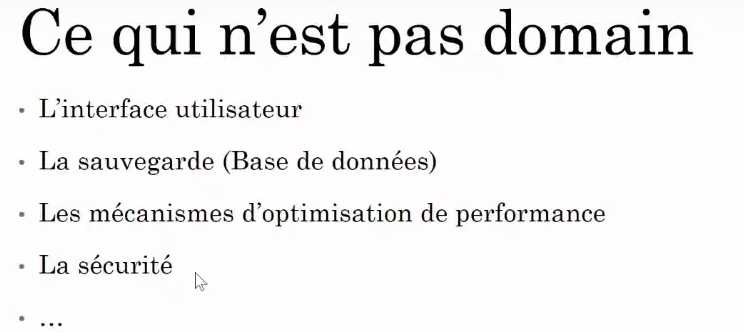 Ce qui n’est pas domain
• L’interface utilisateur
• La sauvegarde (Base de données)
• Les mécanismes d’optimisation de performance
• La sécurité
• ...